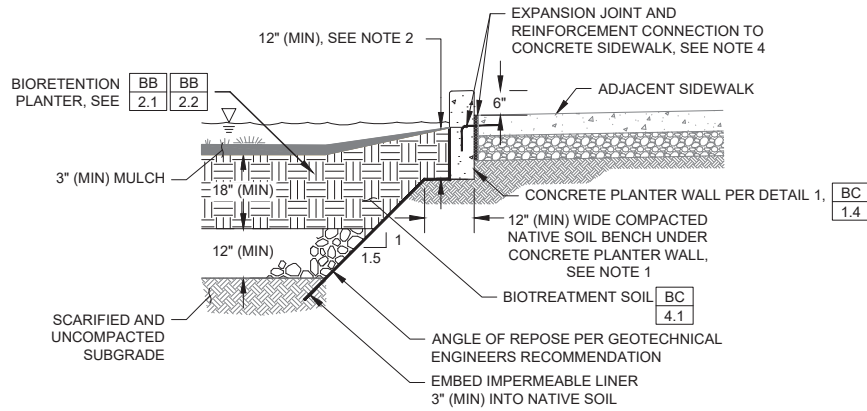 EXPANSION JOINT AND
REINFORCEMENT CONNECTION TO
CONCRETE SIDEWALK, SEE NOTE 4
12" (MIN), SEE NOTE 2
BIORETENTION
PLANTER, SEE
BB
2.1
BB
2.2
6"
ADJACENT SIDEWALK
3" (MIN) MULCH
18" (MIN)
CONCRETE PLANTER WALL PER DETAIL 1,
BC
1.4
12" (MIN) WIDE COMPACTED
NATIVE SOIL BENCH UNDER
CONCRETE PLANTER WALL,
SEE NOTE 1
12" (MIN)
1
1.5
BIOTREATMENT SOIL
BC
4.1
SCARIFIED AND
UNCOMPACTED
SUBGRADE
ANGLE OF REPOSE PER GEOTECHNICAL
ENGINEERS RECOMMENDATION
EMBED IMPERMEABLE LINER
3" (MIN) INTO NATIVE SOIL